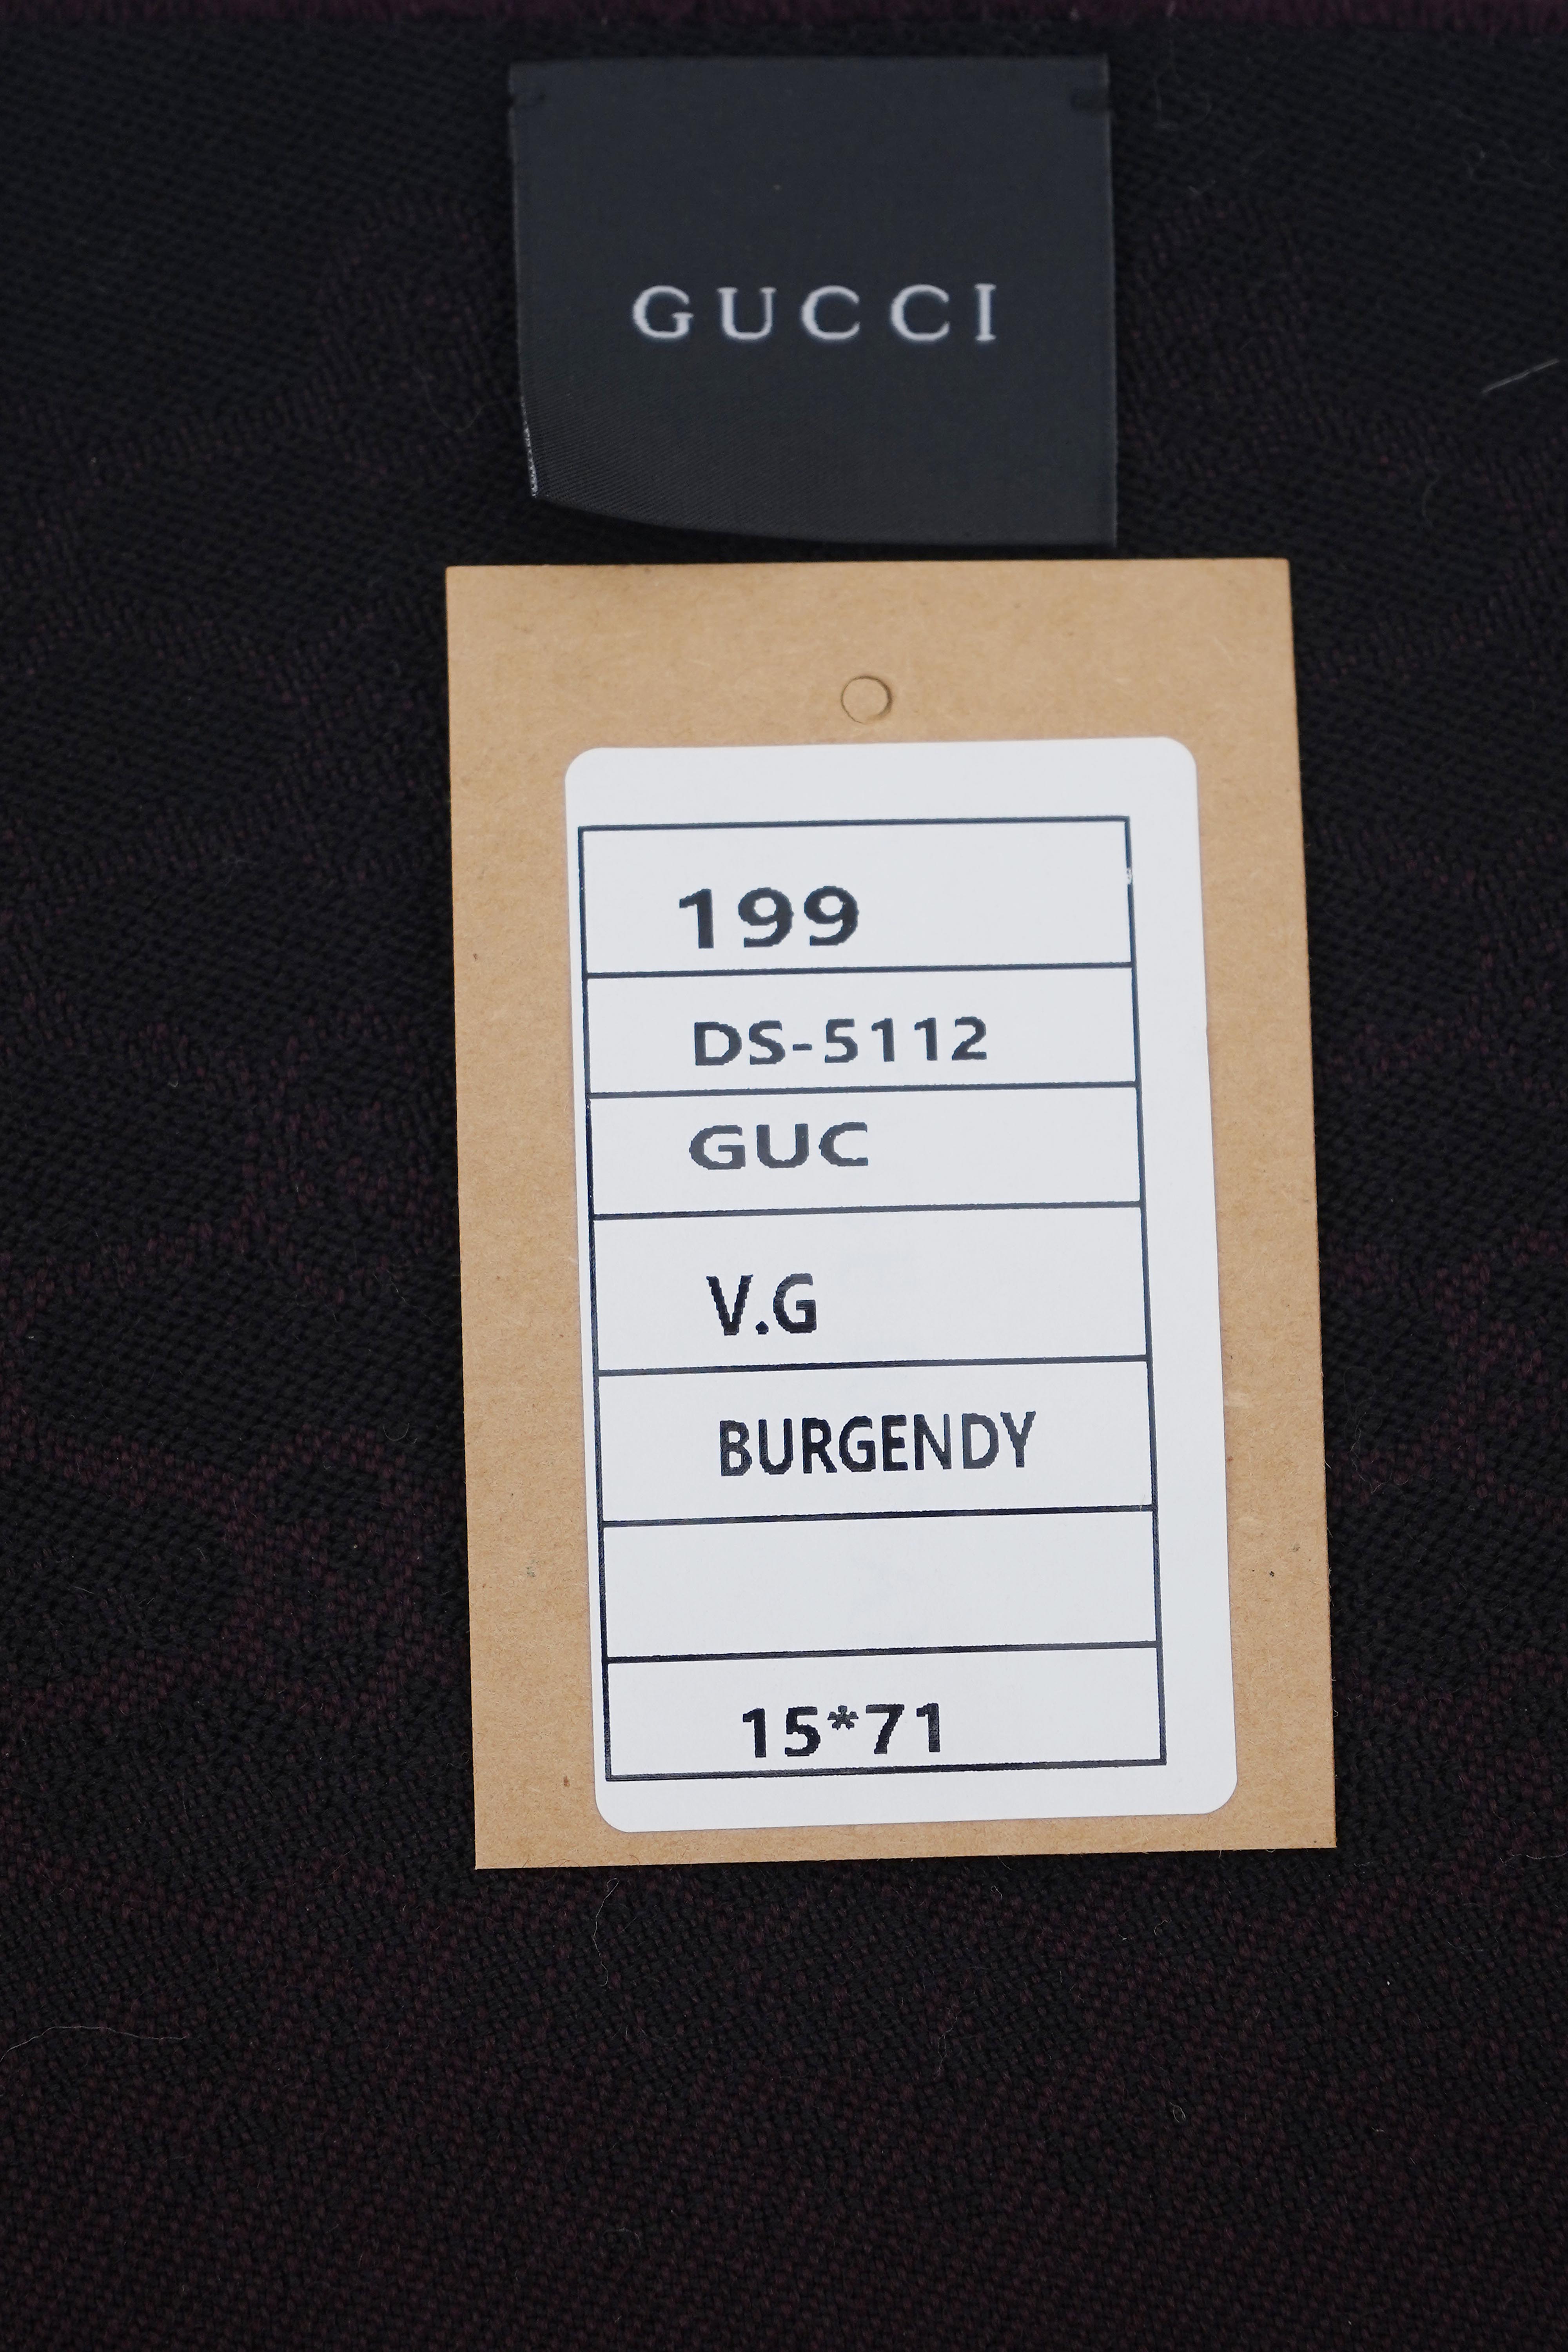 GUCCI
199
DS-5112
GUC
V.G
BURGENDY
15*71